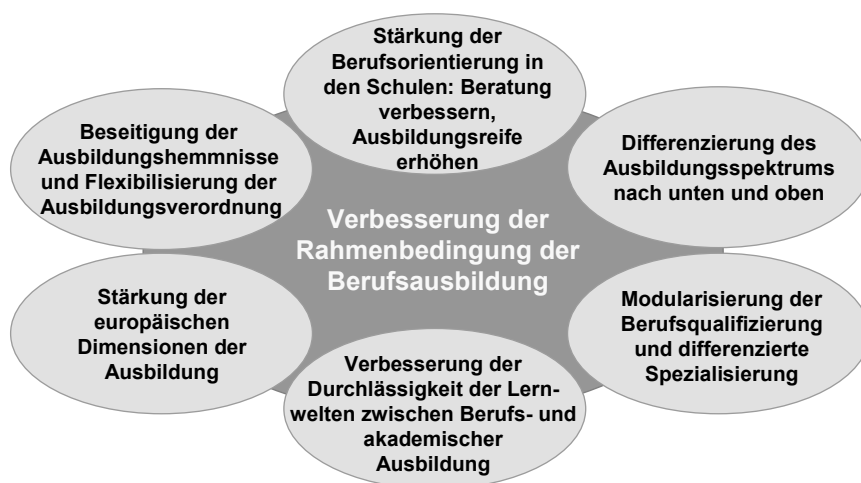 Stärkung der
Berufsorientierung in
den Schulen: Beratung
verbessern,
Ausbildungsreife
erhöhen
Beseitigung der
Ausbildungshemmnisse
und Flexibilisierung der
Ausbildungsverordnung
Differenzierung des
Ausbildungsspektrums
nach unten und oben
Verbesserung der
Rahmenbedingung der
Berufsausbildung
Stärkung der
europäischen
Dimensionen der
Ausbildung
Modularisierung der
Berufsqualifizierung
und differenzierte
Spezialisierung
Verbesserung der
Durchlässigkeit der Lern-
welten zwischen Berufs- und
akademischer
Ausbildung